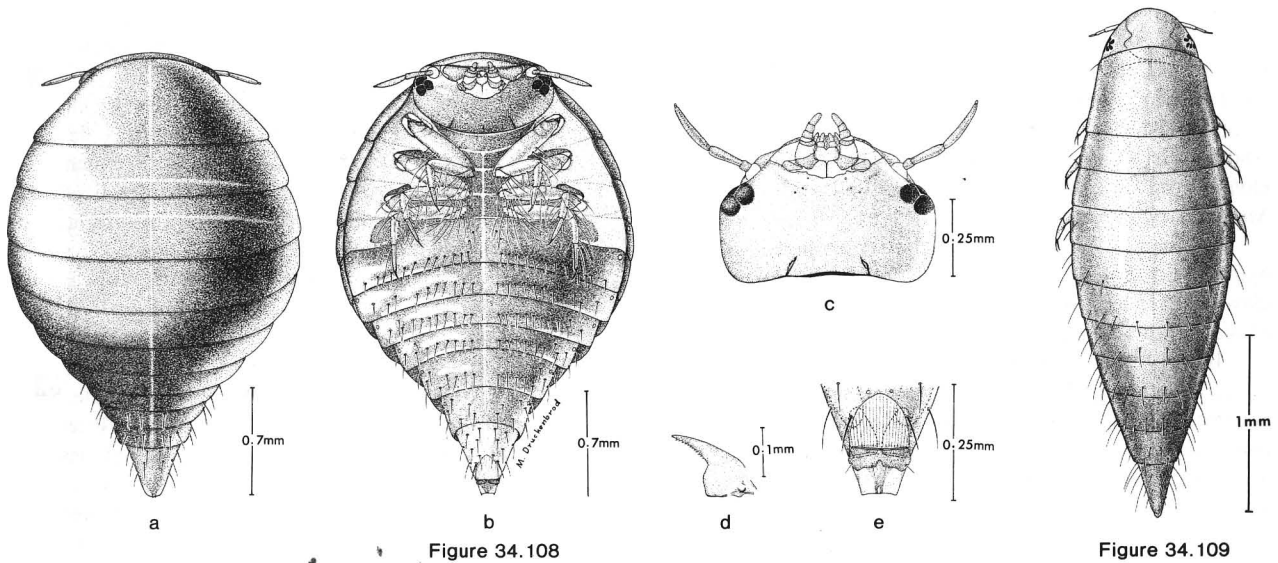 a
0.7mm
b
M. Druckenbrod
0.7mm
Figure 34.108
c
0.25mm
d
0.1mm
e
0.25mm
1mm
Figure 34.109